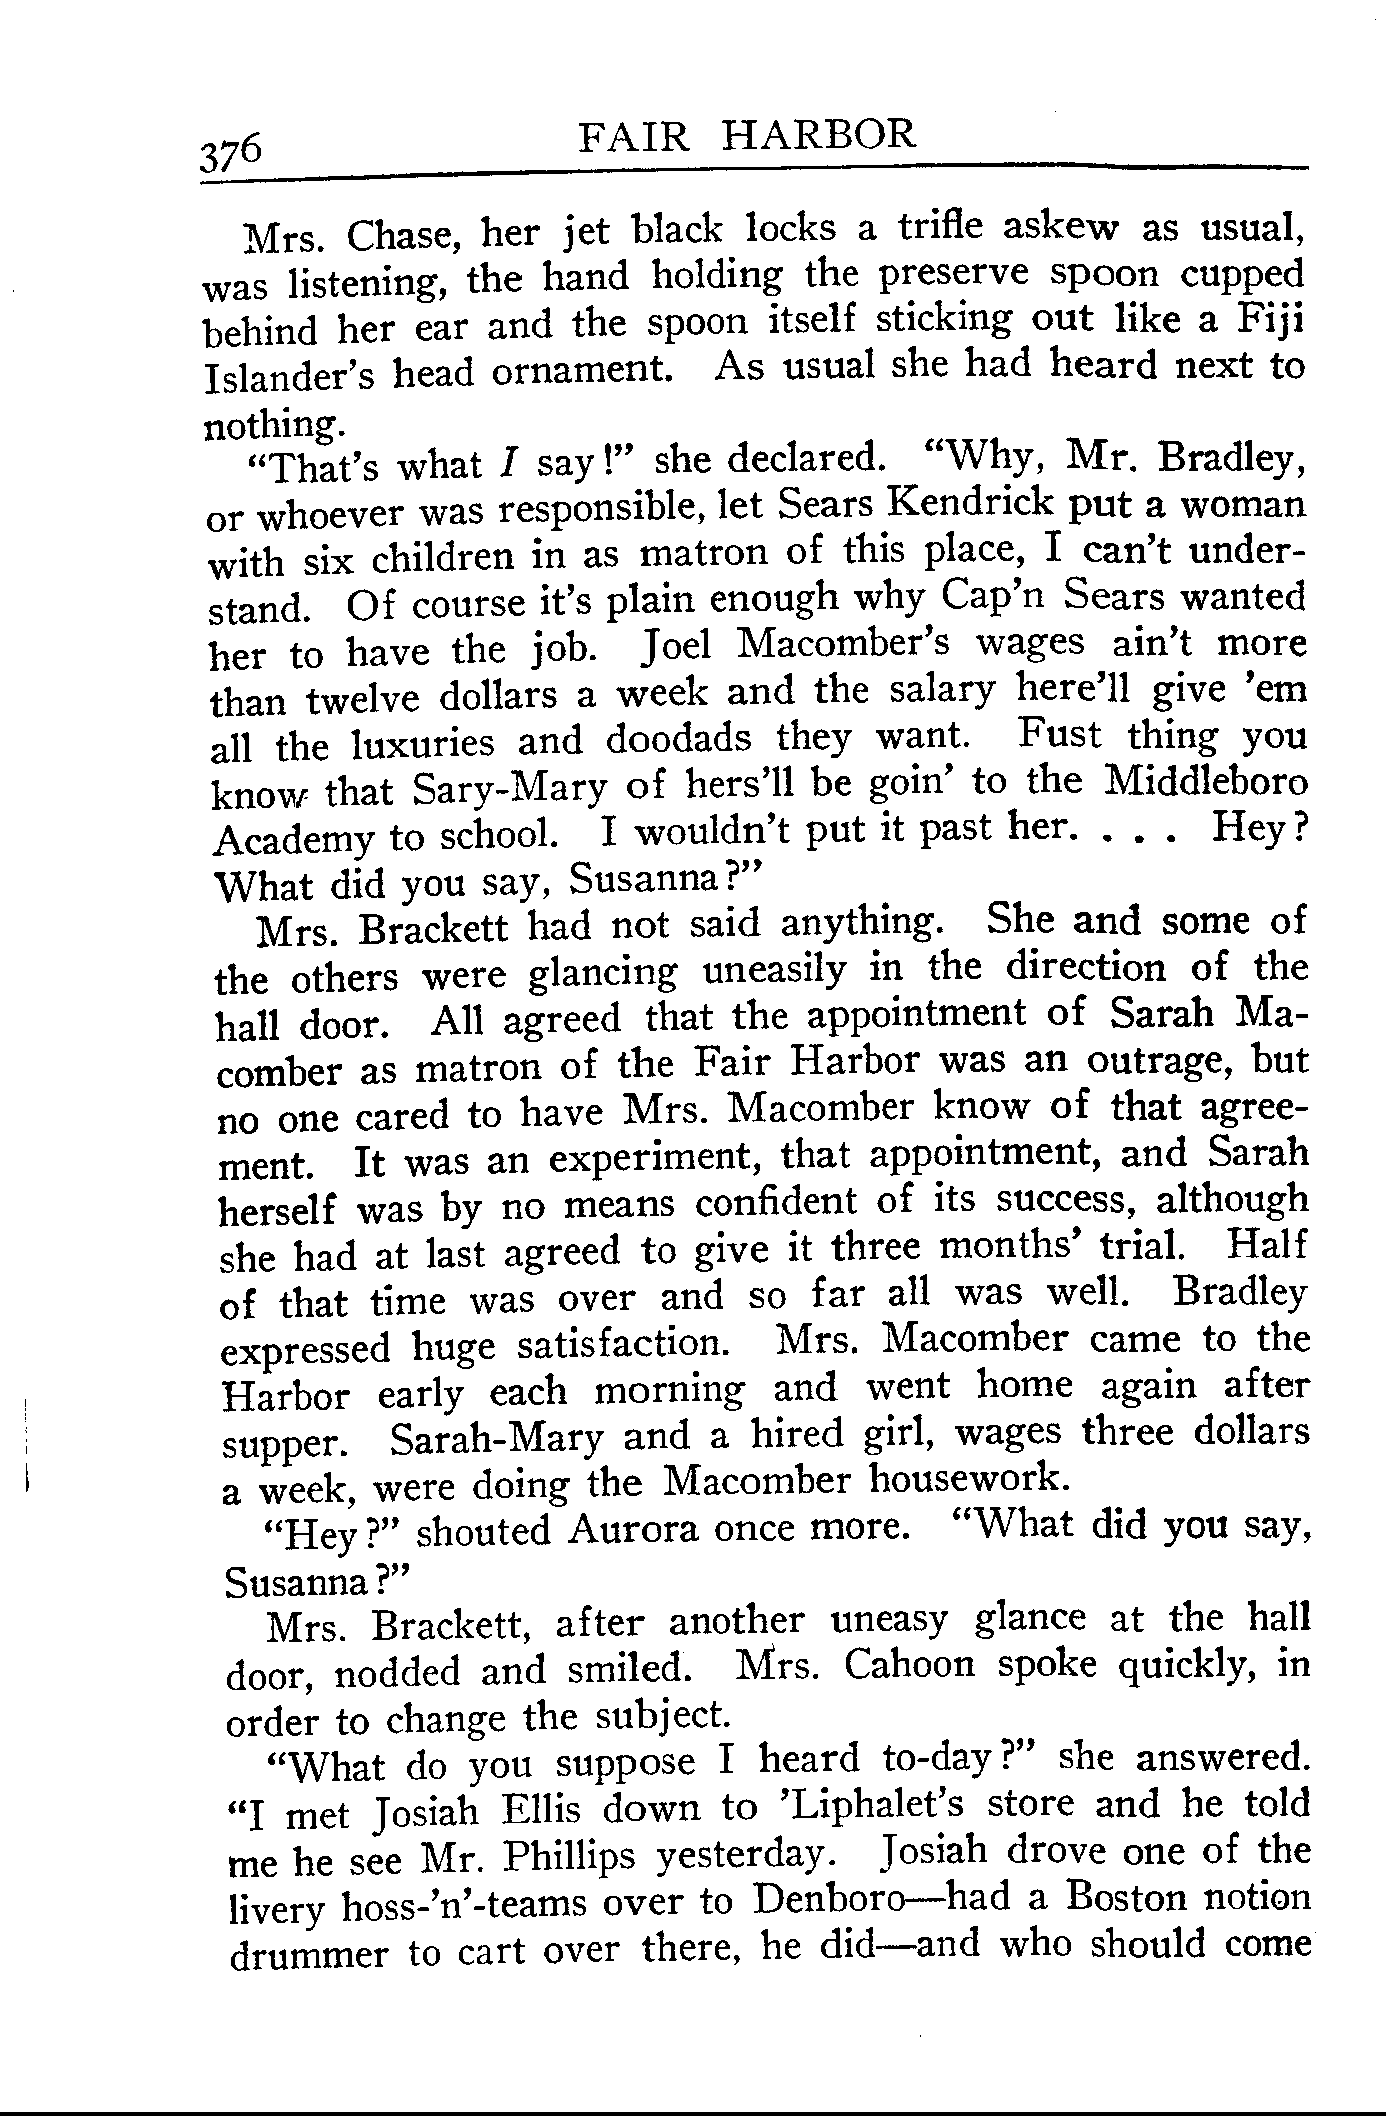 376 FAIR HARBOR
Mrs. Chase, her jet black locks a trifle askew as usual,
was listening, the hand holding the preserve spoon cupped
behind her ear and the spoon itself sticking out like a Fiji
Islander's head ornament. As usual she had heard next to
nothing.
“That's what I say!” she declared. “Why, Mr. Bradley,
or whoever was responsible, let Sears Kendrick put a woman
with six children in as matron of this place, I can't under-
stand. Of course it's plain enough why Cap'n Sears wanted
her to have the job. Joel Macomber's wages ain't more
than twelve dollars a week and the salary here'll give 'em
all the luxuries and doodads they want. Fust thing you
know that Sary-Mary of hers'll be goin' to the Middleboro
Academy to school. I wouldn't put it past her. . . . Hey?
What did you say, Susanna?”
Mrs. Brackett had not said anything. She and some of
the others were glancing uneasily in the direction of the
hall door. All agreed that the appointment of Sarah Ma-
comber as matron of the Fair Harbor was an outrage, but
no one cared to have Mrs. Macomber know of that agree-
ment. It was an experiment, that appointment, and Sarah
herself was by no means confident of its success, although
she had at last agreed to give it three months' trial. Half
of that time was over and so far all was well. Bradley
expressed huge satisfaction. Mrs. Macomber came to the
Harbor early each morning and went home again after
supper. Sarah-Mary and a hired girl, wages three dollars
a week, were doing the Macomber housework.
“Hey?” shouted Aurora once more. “What did you say,
Susanna?”
Mrs. Brackett, after another uneasy glance at the hall
door, nodded and smiled. Mrs. Cahoon spoke quickly, in
order to change the subject.
“What do you suppose I heard to-day?” she answered.
“I met Josiah Ellis down to 'Liphalet's store and he told
me he see Mr. Phillips yesterday. Josiah drove one of the
livery hoss-'n'-teams over to Denboro—had a Boston notion
drummer to cart over there, he did—and who should come